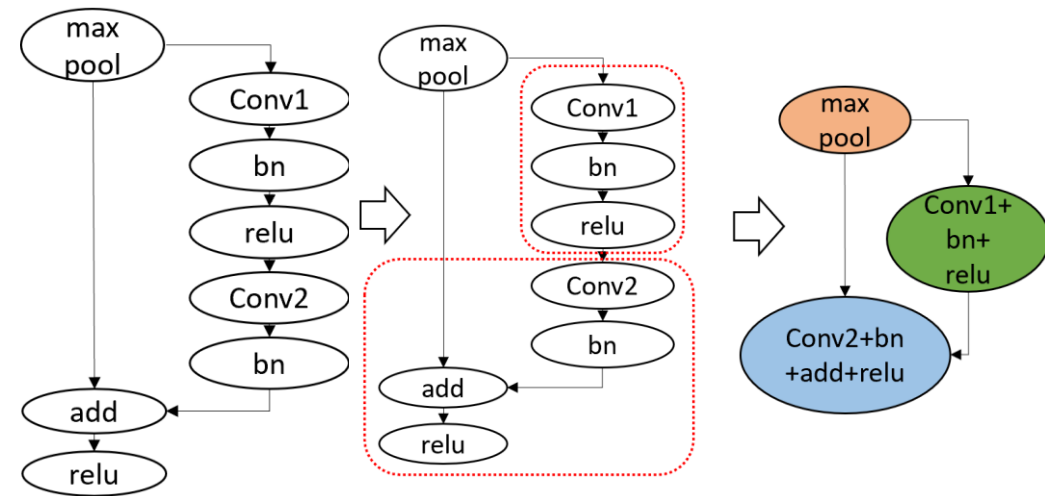 max
pool
Conv1
bn
relu
Conv2
bn
add
relu
max
pool
Conv1
bn
relu
Conv2
bn
add
relu
max
pool
Conv1+
bn+
relu
Conv2+bn
+add+relu